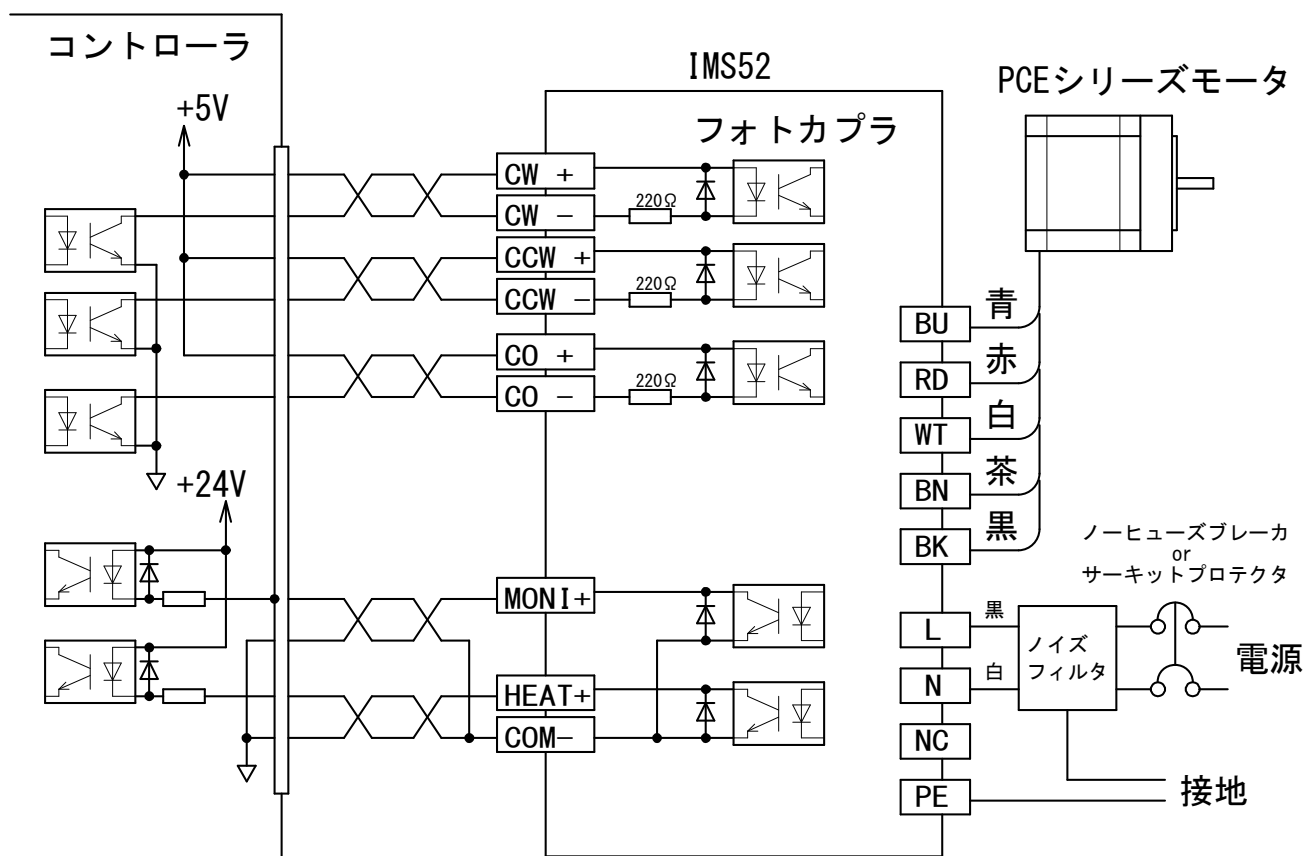 コントローラ
+5V
+24V
IMS52
フォトカプラ
CW +
220Ω
CW −
CCW +
220Ω
CCW −
CO +
220Ω
CO −
MONI+
HEAT+
COM−
PCEシリーズモータ
BU 青
RD 赤
WT 白
BN 茶
BK 黒
ノーヒューズブレーカ
or
サーキットプロテクタ
L 黒
N 白
ノイズ
フィルタ
電源
NC
PE
接地